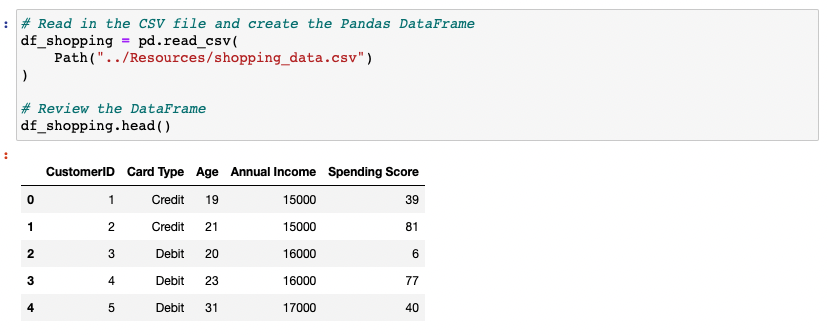 : # Read in the CSV file and create the Pandas DataFrame
df_shopping = pd.read_csv(
    Path("../Resources/shopping_data.csv")
)

# Review the DataFrame
df_shopping.head()
:
CustomerID Card Type Age Annual Income Spending Score
0 1 Credit 19 15000 39
1 2 Credit 21 15000 81
2 3 Debit 20 16000 6
3 4 Debit 23 16000 77
4 5 Debit 31 17000 40